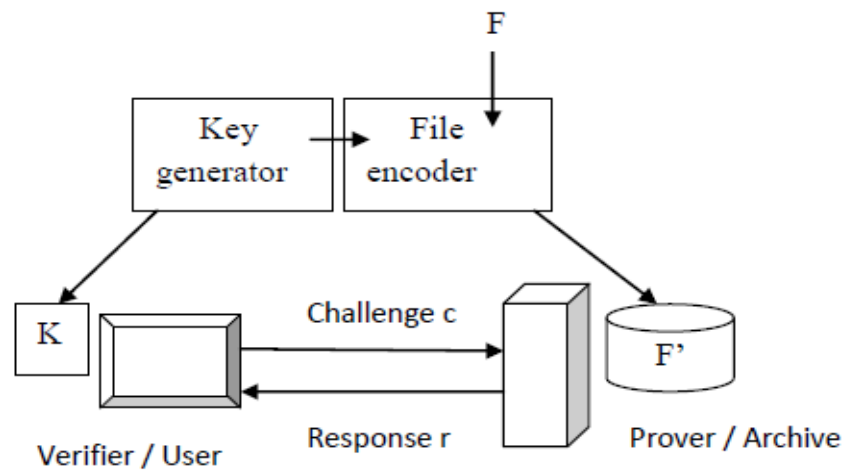 F
Key
generator
File
encoder
Challenge c
K
F’
Response r
Verifier / User
Prover / Archive